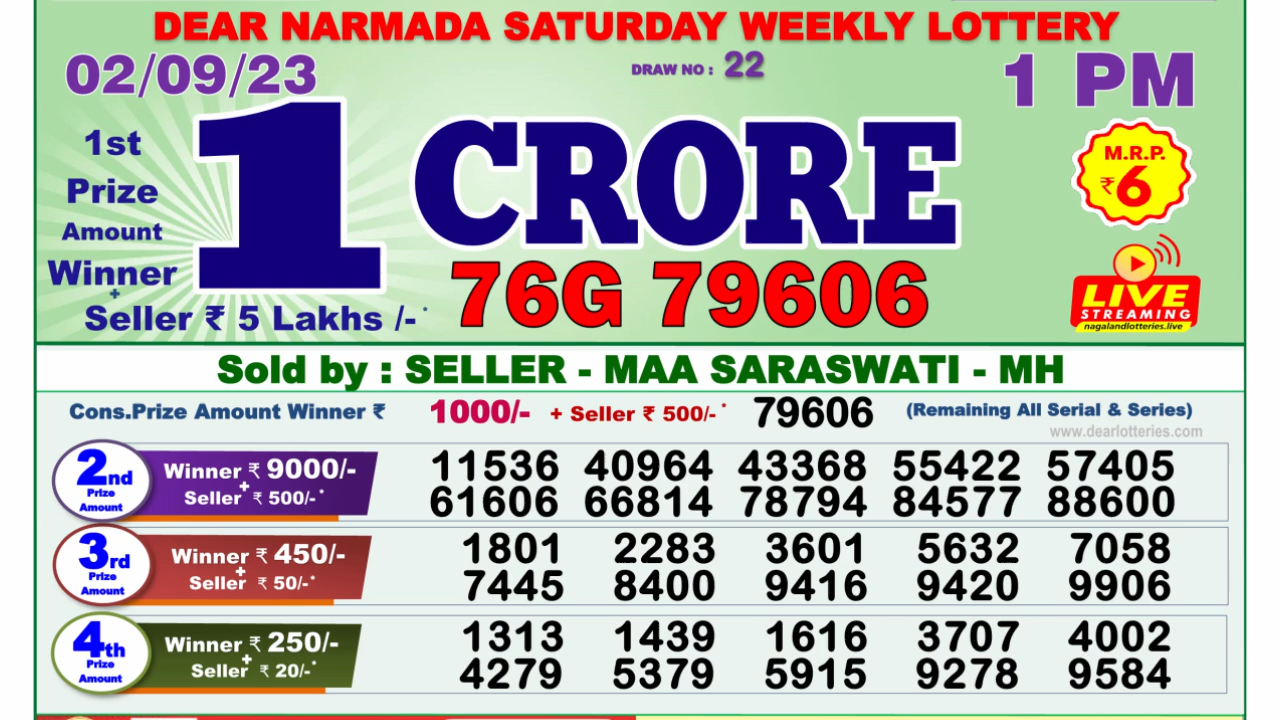 DEAR NARMADA SATURDAY WEEKLY LOTTERY
02/09/23
DRAW NO : 22
1 PM
1st
Prize
Amount
Winner
+
Seller ₹ 5 Lakhs /- *
1 CRORE
76G 79606
M.R.P.
₹6
LIVE
STREAMING
nagalandlotteries.live
Sold by : SELLER - MAA SARASWATI - MH
Cons.Prize Amount Winner ₹ 1000/- + Seller ₹ 500/- * 79606 (Remaining All Serial & Series)
www.dearlotteries.com
2nd
Prize
Amount
Winner ₹ 9000/-
+
Seller ₹ 500/- *
11536 40964 43368 55422 57405
61606 66814 78794 84577 88600
3rd
Prize
Amount
Winner ₹ 450/-
+
Seller ₹ 50/- *
1801 2283 3601 5632 7058
7445 8400 9416 9420 9906
4th
Prize
Amount
Winner ₹ 250/-
+
Seller ₹ 20/- *
1313 1439 1616 3707 4002
4279 5379 5915 9278 9584